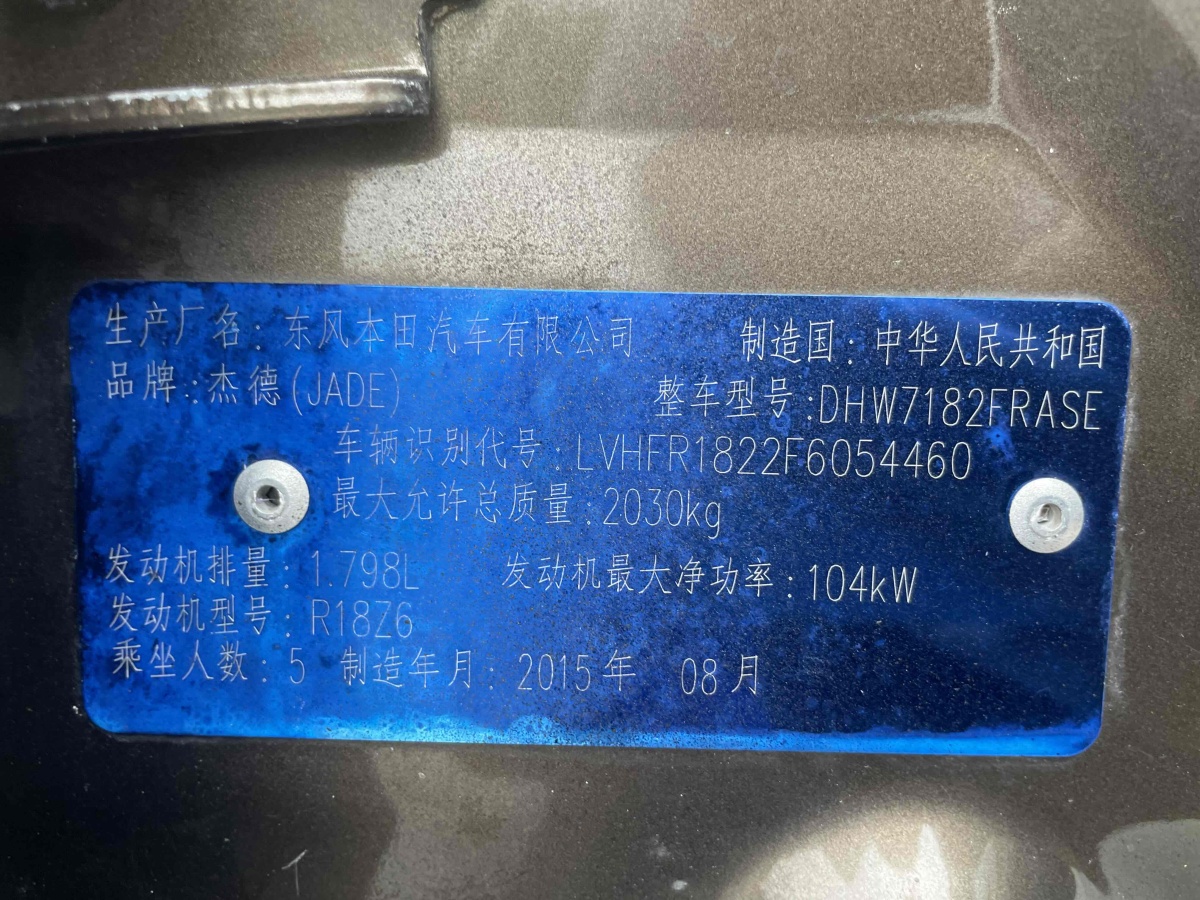 生产厂名: 东风本田汽车有限公司 制造国: 中华人民共和国
品牌: 杰德(JADE) 整车型号:DHW7182FRASE
车辆识别代号:LVHFR1822F6054460
最大允许总质量:2030kg
发动机排量: 1.798L 发动机最大净功率:104kW
发动机型号: R18Z6
乘坐人数: 5 制造年月: 2015年 08月